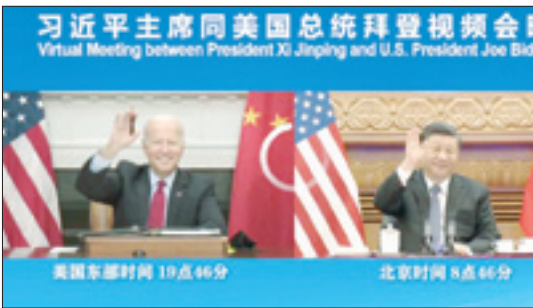 习近平主席同美国总统拜登视频会
Virtual Meeting between President Xi Jinping and U.S. President Joe
美国东部时间 19点46分
北京时间 8点46分